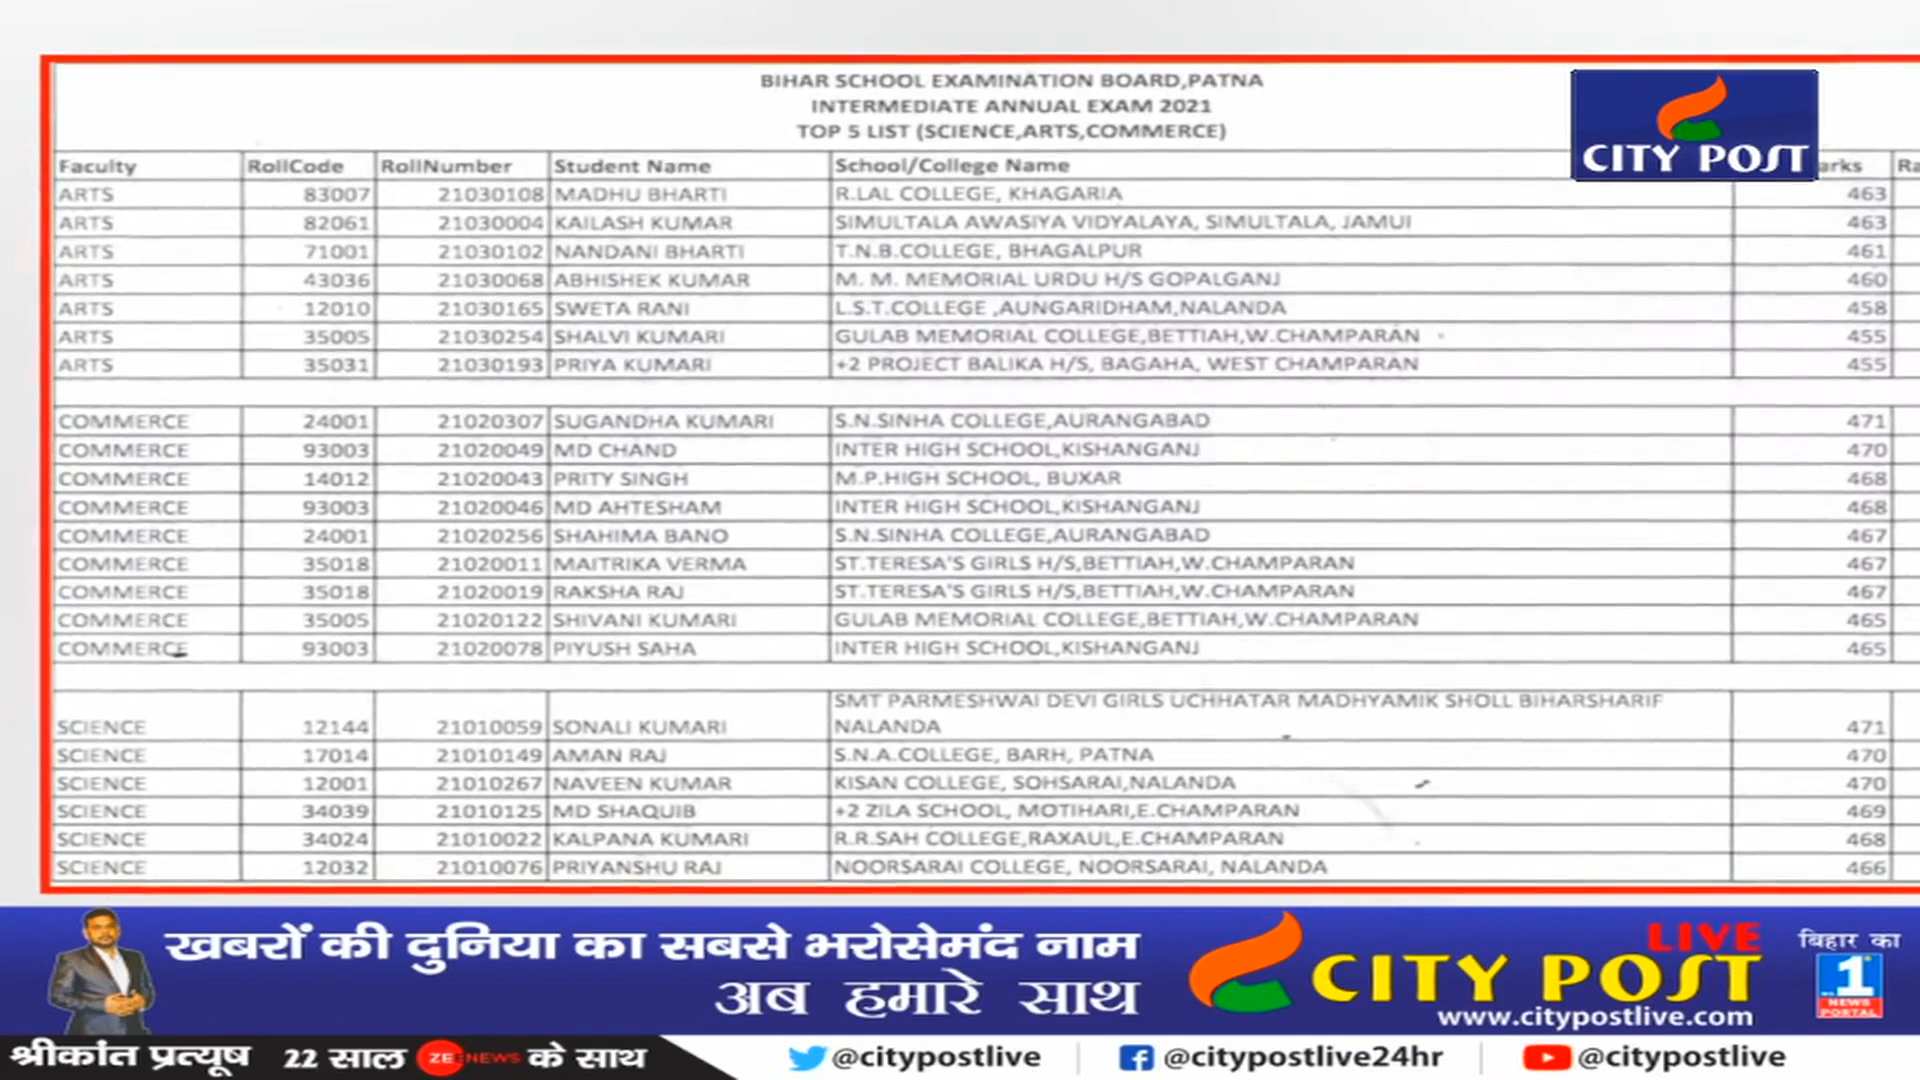 BIHAR SCHOOL EXAMINATION BOARD,PATNA
INTERMEDIATE ANNUAL EXAM 2021
TOP 5 LIST (SCIENCE,ARTS,COMMERCE)
CITY POST
Faculty RollCode RollNumber Student Name School/College Name arks Ra
ARTS 83007 21030108 MADHU BHARTI R.LAL COLLEGE, KHAGARIA 463
ARTS 82061 21030004 KAILASH KUMAR SIMULTALA AWASIYA VIDYALAYA, SIMULTALA, JAMUI 463
ARTS 71001 21030102 NANDANI BHARTI T.N.B.COLLEGE, BHAGALPUR 461
ARTS 43036 21030068 ABHISHEK KUMAR M. M. MEMORIAL URDU H/S GOPALGANJ 460
ARTS 12010 21030165 SWETA RANI L.S.T.COLLEGE ,AUNGARIDHAM,NALANDA 458
ARTS 35005 21030254 SHALVI KUMARI GULAB MEMORIAL COLLEGE,BETTIAH,W.CHAMPARAN 455
ARTS 35031 21030193 PRIYA KUMARI +2 PROJECT BALIKA H/S, BAGAHA, WEST CHAMPARAN 455
COMMERCE 24001 21020307 SUGANDHA KUMARI S.N.SINHA COLLEGE,AURANGABAD 471
COMMERCE 93003 21020049 MD CHAND INTER HIGH SCHOOL,KISHANGANJ 470
COMMERCE 14012 21020043 PRITY SINGH M.P.HIGH SCHOOL, BUXAR 468
COMMERCE 93003 21020046 MD AHTESHAM INTER HIGH SCHOOL,KISHANGANJ 468
COMMERCE 24001 21020256 SHAHIMA BANO S.N.SINHA COLLEGE,AURANGABAD 467
COMMERCE 35018 21020011 MAITRIKA VERMA ST.TERESA'S GIRLS H/S,BETTIAH,W.CHAMPARAN 467
COMMERCE 35018 21020019 RAKSHA RAJ ST.TERESA'S GIRLS H/S,BETTIAH,W.CHAMPARAN 467
COMMERCE 35005 21020122 SHIVANI KUMARI GULAB MEMORIAL COLLEGE,BETTIAH,W.CHAMPARAN 465
COMMERCE 93003 21020078 PIYUSH SAHA INTER HIGH SCHOOL,KISHANGANJ 465
SMT PARMESHWAI DEVI GIRLS UCHHATAR MADHYAMIK SHOLL BIHARSHARIF
SCIENCE 12144 21010059 SONALI KUMARI NALANDA 471
SCIENCE 17014 21010149 AMAN RAJ S.N.A.COLLEGE, BARH, PATNA 470
SCIENCE 12001 21010267 NAVEEN KUMAR KISAN COLLEGE, SOHSARAI,NALANDA 470
SCIENCE 34039 21010125 MD SHAQUIB +2 ZILA SCHOOL, MOTIHARI,E.CHAMPARAN 469
SCIENCE 34024 21010022 KALPANA KUMARI R.R.SAH COLLEGE,RAXAUL,E.CHAMPARAN 468
SCIENCE 12032 21010076 PRIYANSHU RAJ NOORSARAI COLLEGE, NOORSARAI, NALANDA 466
खबरों की दुनिया का सबसे भरोसेमंद नाम
अब हमारे साथ
LIVE
CITY POST
www.citypostlive.com
बिहार का
No. 1
NEWS
PORTAL
श्रीकांत प्रत्यूष 22 साल ZEE NEWS के साथ
@citypostlive @citypostlive24hr @citypostlive